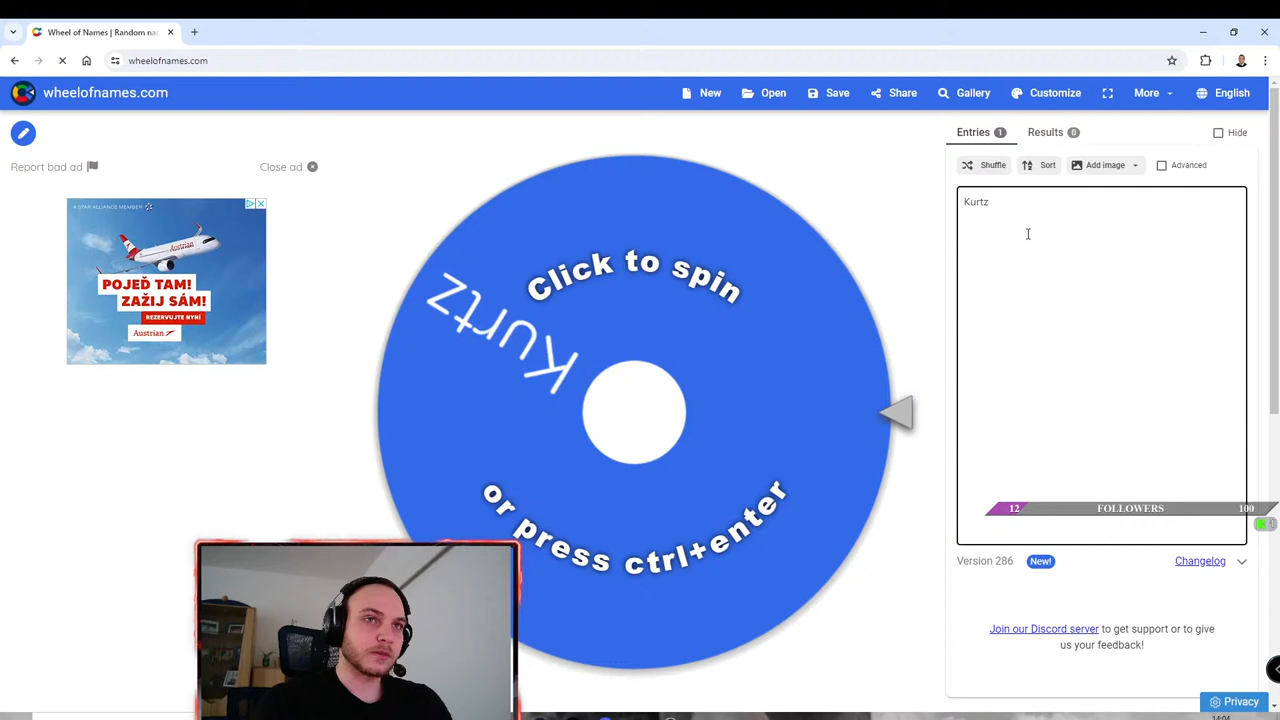 Wheel of Names | Random na
wheelofnames.com
wheelofnames.com
New
Open
Save
Share
Gallery
Customize
More
English
Entries 1
Results 0
Hide
Report bad ad
Close ad
Shuffle
Sort
Add image
Advanced
A STAR ALLIANCE MEMBER
Austrian
POJEĎ TAM!
ZAŽIJ SÁM!
REZERVUJTE NYNÍ
Austrian
Kurtz
Click to spin
Kurtz
or press ctrl+enter
12 FOLLOWERS 100
Version 286 New! Changelog
Join our Discord server to get support or to give
us your feedback!
Privacy
14:04